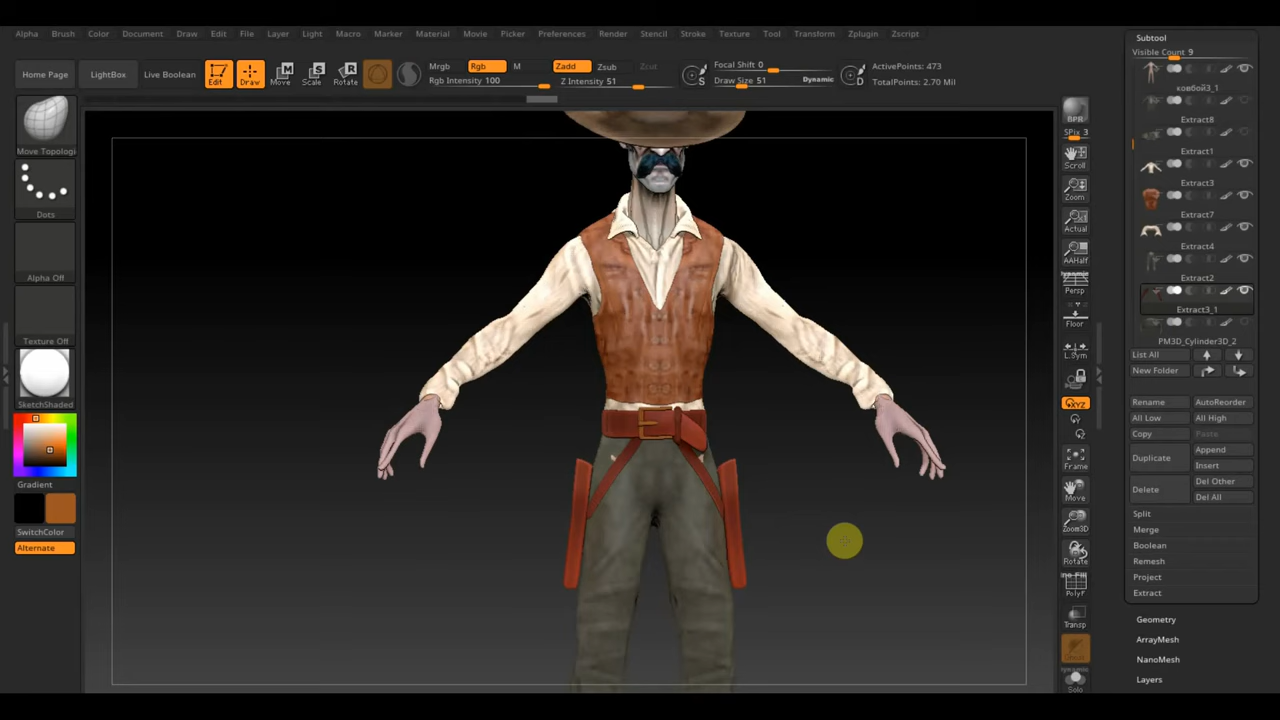 Alpha Brush Color Document Draw Edit File Layer Light Macro Marker Material Movie Picker Preferences Render Stencil Stroke Texture Tool Transform Zplugin Zscript
Home Page
LightBox
Live Boolean
Edit
Draw
Move
Scale
Rotate
Mrgb
Rgb
M
Rgb Intensity 100
Zadd
Zsub
Zcut
Z Intensity 51
S
Focal Shift 0
Draw Size 51
Dynamic
D
ActivePoints: 473
TotalPoints: 2.70 Mil
Move Topologi
Dots
Alpha Off
Texture Off
SketchShaded
Gradient
SwitchColor
Alternate
BPR
SPix 3
Scroll
Zoom
Actual
AAHalf
Persp
Floor
L.Sym
XYZ
Y
Z
Frame
Move
Zoom3D
Rotate
PolyF
Transp
Solo
Subtool
Visible Count 9
ковбой3_1
Extract8
Extract1
Extract3
Extract7
Extract4
Extract2
Extract3_1
PM3D_Cylinder3D_2
List All
New Folder
Rename
AutoReorder
All Low
All High
Copy
Paste
Duplicate
Append
Insert
Delete
Del Other
Del All
Split
Merge
Boolean
Remesh
Project
Extract
Geometry
ArrayMesh
NanoMesh
Layers